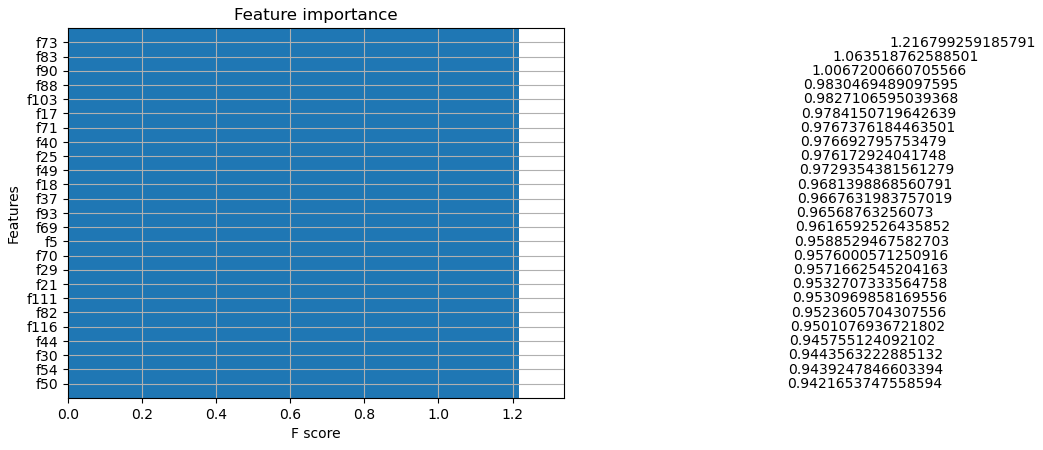 Feature importance
f73 1.216799259185791
f83 1.063518762588501
f90 1.0067200660705566
f88 0.9830469489097595
f103 0.9827106595039368
f17 0.9784150719642639
f71 0.9767376184463501
f40 0.976692795753479
f25 0.976172924041748
f49 0.9729354381561279
f18 0.9681398868560791
f37 0.9667631983757019
f93 0.96568763256073
f69 0.9616592526435852
f5 0.9588529467582703
f70 0.9576000571250916
f29 0.9571662545204163
f21 0.9532707333564758
f111 0.9530969858169556
f82 0.9523605704307556
f116 0.9501076936721802
f44 0.945755124092102
f30 0.9443563222885132
f54 0.9439247846603394
f50 0.9421653747558594
Features
0.0 0.2 0.4 0.6 0.8 1.0 1.2
F score